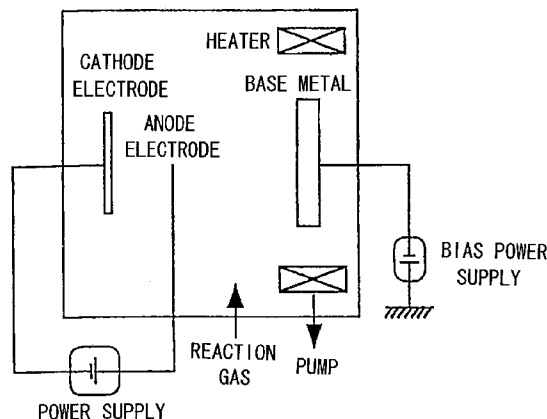 HEATER
CATHODE
ELECTRODE
BASE METAL
ANODE
ELECTRODE
BIAS POWER
SUPPLY
REACTION
GAS
PUMP
POWER SUPPLY